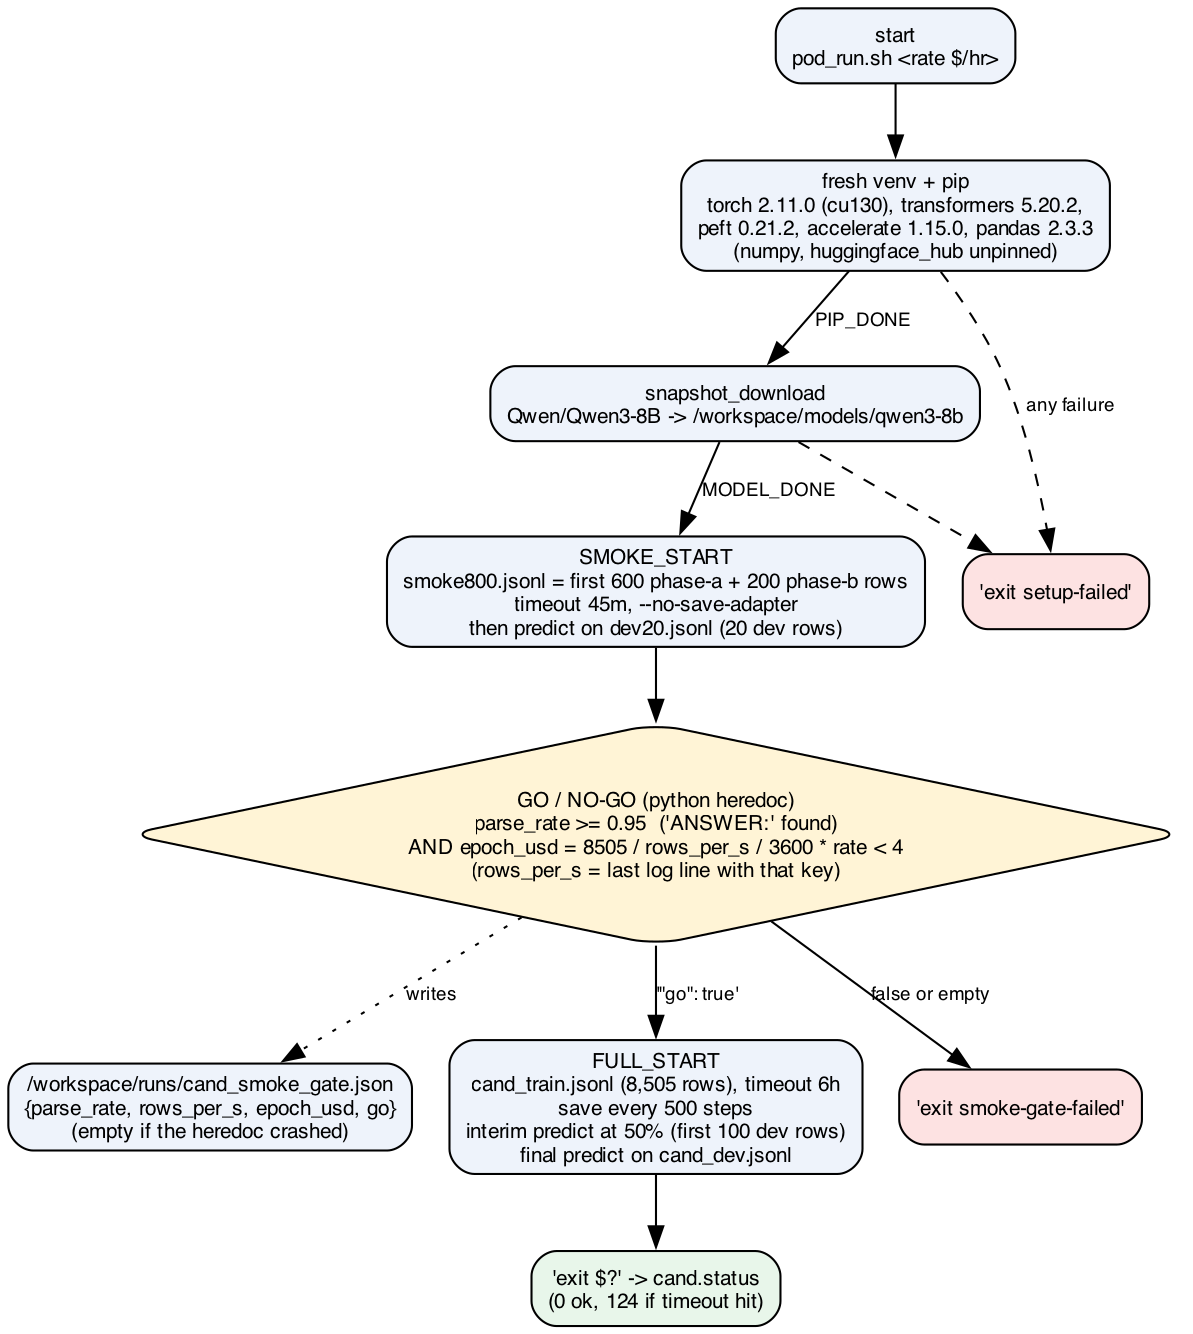 start
pod_run.sh <rate $/hr>
fresh venv + pip
torch 2.11.0 (cu130), transformers 5.20.2,
peft 0.21.2, accelerate 1.15.0, pandas 2.3.3
(numpy, huggingface_hub unpinned)
PIP_DONE
any failure
snapshot_download
Qwen/Qwen3-8B -> /workspace/models/qwen3-8b
MODEL_DONE
SMOKE_START
smoke800.jsonl = first 600 phase-a + 200 phase-b rows
timeout 45m, --no-save-adapter
then predict on dev20.jsonl (20 dev rows)
'exit setup-failed'
GO / NO-GO (python heredoc)
parse_rate >= 0.95  ('ANSWER:' found)
AND epoch_usd = 8505 / rows_per_s / 3600 * rate < 4
(rows_per_s = last log line with that key)
writes
'"go": true'
false or empty
/workspace/runs/cand_smoke_gate.json
{parse_rate, rows_per_s, epoch_usd, go}
(empty if the heredoc crashed)
FULL_START
cand_train.jsonl (8,505 rows), timeout 6h
save every 500 steps
interim predict at 50% (first 100 dev rows)
final predict on cand_dev.jsonl
'exit smoke-gate-failed'
'exit $?' -> cand.status
(0 ok, 124 if timeout hit)